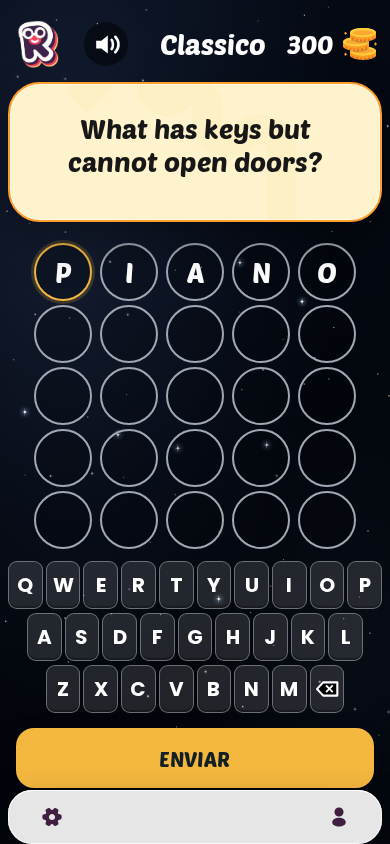 R
Classico 300
What has keys but
cannot open doors?
P I A N O
Q W E R T Y U I O P
A S D F G H J K L
Z X C V B N M
ENVIAR